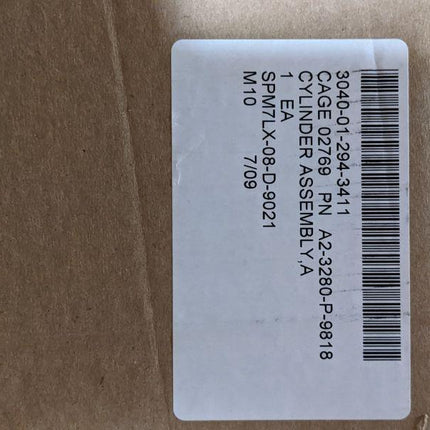 3040-01-294-3411
CAGE 02769 PN A2-3280-P-9818
CYLINDER ASSEMBLY,A
1 EA
SPM7LX-08-D-9021
M10 7/09